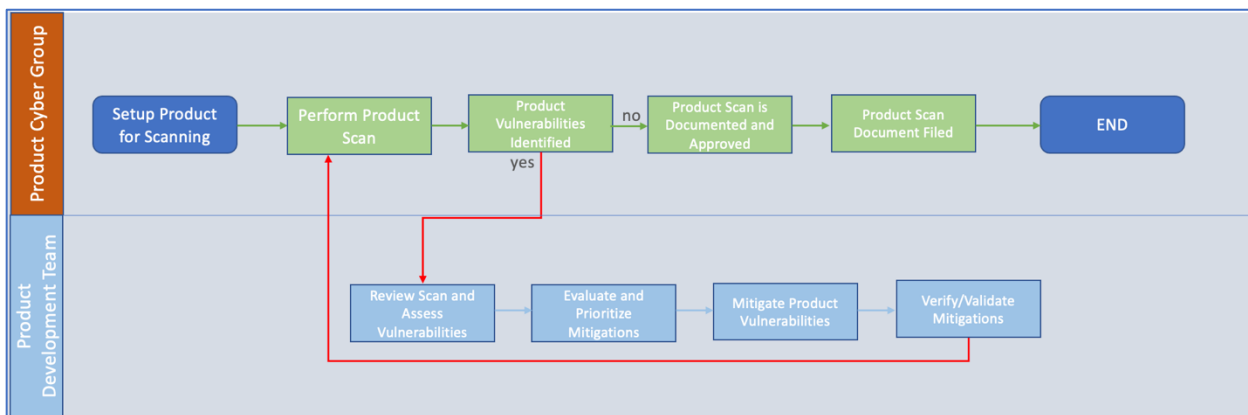 Product Cyber Group
Setup Product
for Scanning
Perform Product
Scan
Product
Vulnerabilities
Identified
no
yes
Product Scan is
Documented and
Approved
Product Scan
Document Filed
END
Product
Development Team
Review Scan and
Assess
Vulnerabilities
Evaluate and
Prioritize
Mitigations
Mitigate Product
Vulnerabilities
Verify/Validate
Mitigations